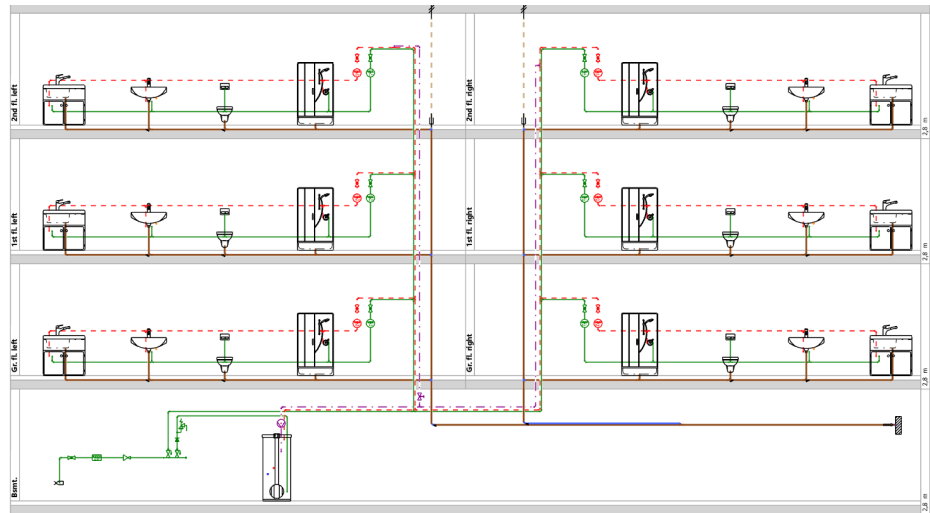 2nd fl. left
2nd fl. right
2,8 m
1st fl. left
1st fl. right
2,8 m
Gr. fl. left
Gr. fl. right
2,8 m
Bsmt.
2,8 m